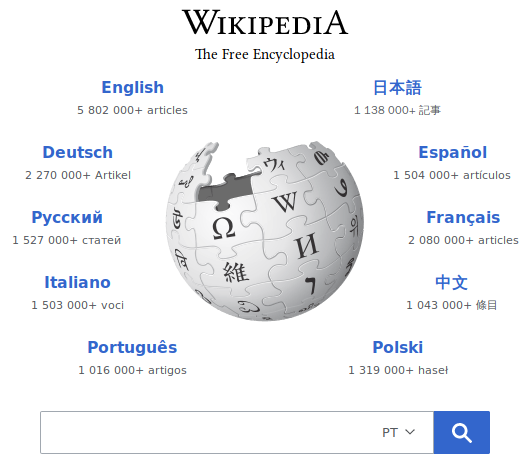 WIKIPEDIA
The Free Encyclopedia
English
5 802 000+ articles
日本語
1 138 000+ 記事
Deutsch
2 270 000+ Artikel
Español
1 504 000+ artículos
Русский
1 527 000+ статей
Français
2 080 000+ articles
Italiano
1 503 000+ voci
中文
1 043 000+ 條目
Português
1 016 000+ artigos
Polski
1 319 000+ haseł
ウィ
W
Ω
И
維
PT